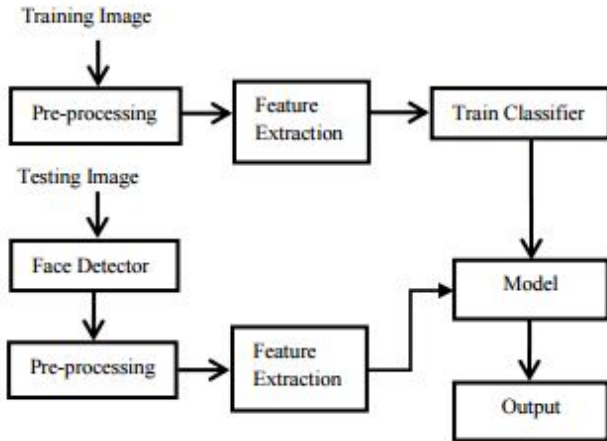 Training Image
Pre-processing
Feature
Extraction
Train Classifier
Testing Image
Face Detector
Model
Pre-processing
Feature
Extraction
Output